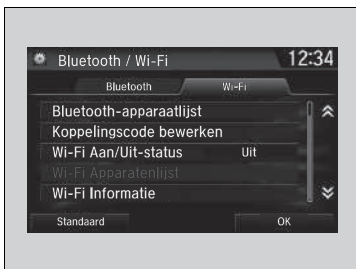 Bluetooth / Wi-Fi 12:34
Bluetooth Wi-Fi
Bluetooth-apparaatlijst
Koppelingscode bewerken
Wi-Fi Aan/Uit-status Uit
Wi-Fi Apparatenlijst
Wi-Fi Informatie
Standaard OK